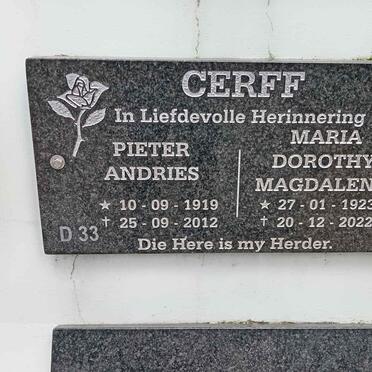 CERFF
In Liefdevolle Herinnering
PIETER
ANDRIES
★ 10 - 09 - 1919
† 25 - 09 - 2012
MARIA
DOROTHY
MAGDALEN
★ 27 - 01 - 1923
† 20 - 12 - 2022
D 33
Die Here is my Herder.